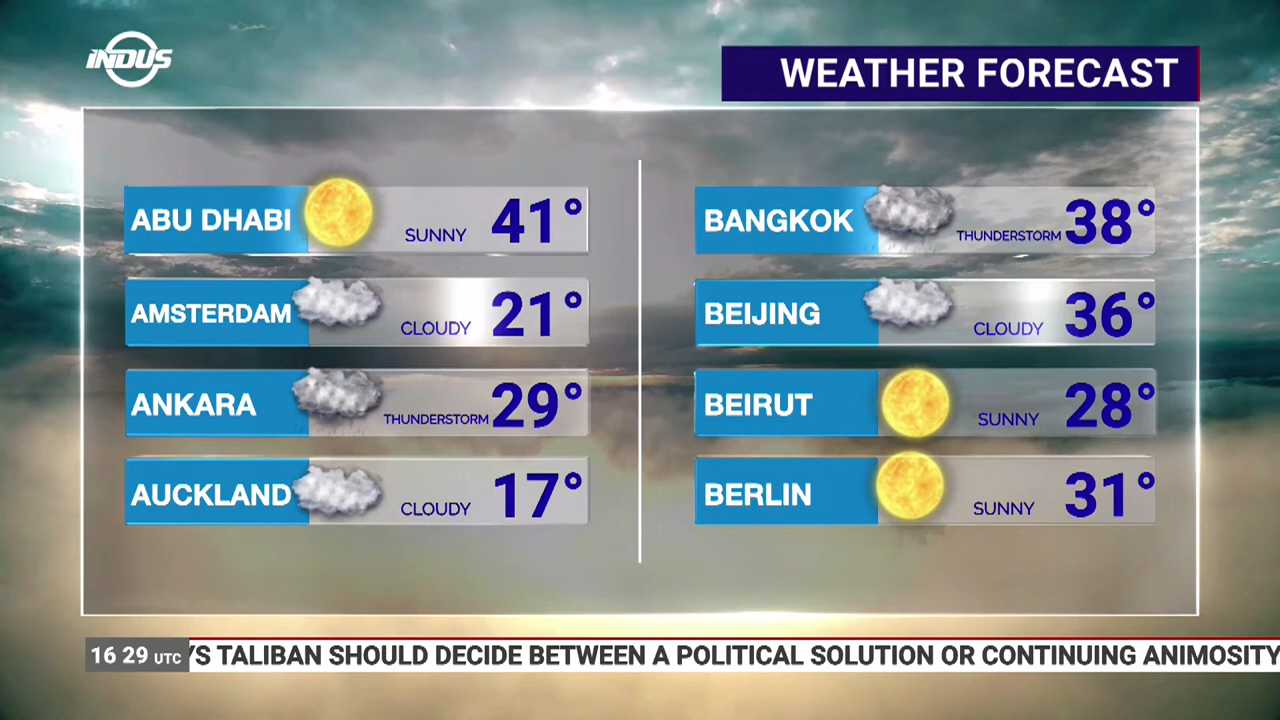 INDUS
WEATHER FORECAST
ABU DHABI SUNNY 41°
AMSTERDAM CLOUDY 21°
ANKARA THUNDERSTORM 29°
AUCKLAND CLOUDY 17°
BANGKOK THUNDERSTORM 38°
BEIJING CLOUDY 36°
BEIRUT SUNNY 28°
BERLIN SUNNY 31°
16 29 UTC
'S TALIBAN SHOULD DECIDE BETWEEN A POLITICAL SOLUTION OR CONTINUING ANIMOSITY